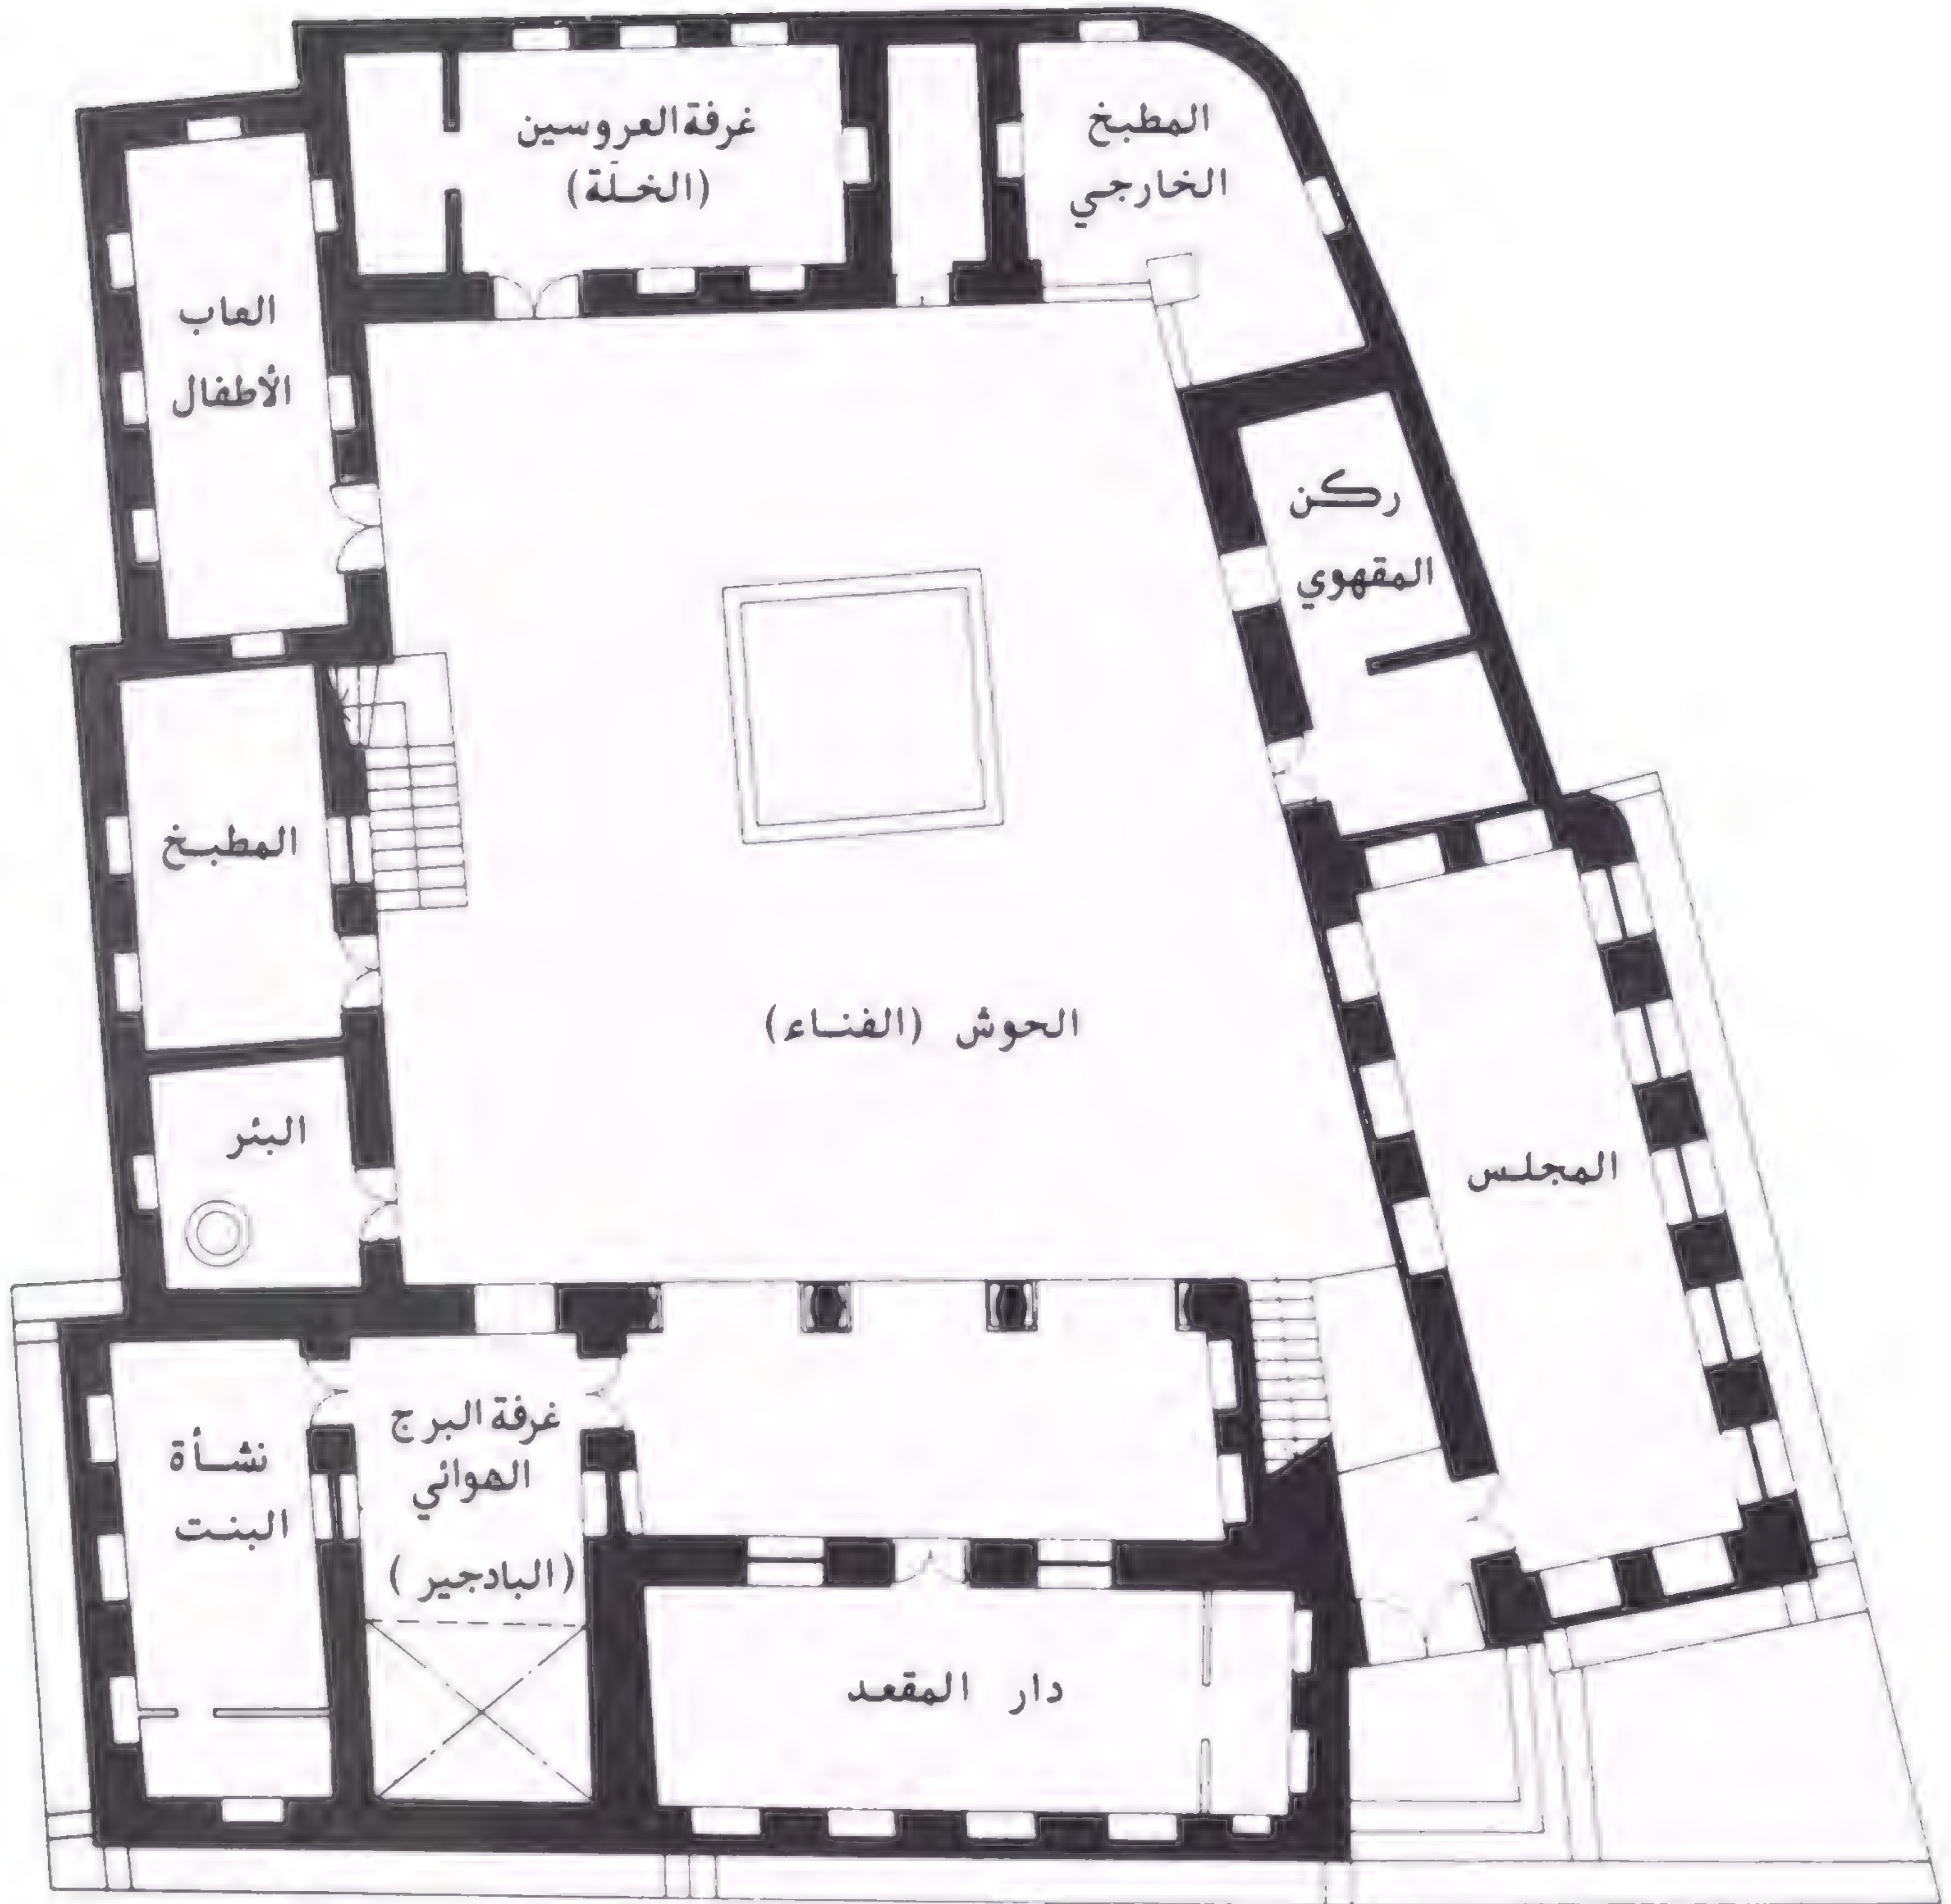 غرفة العروسين
(الخلّة)
المطبخ
الخارجي
العاب
الأطفال
ركن
المقهوي
المطبخ
الحوش (الفناء)
البئر
المجلس
غرفة البرج
الهوائي
(البادجير)
نشأة
البنت
دار المقعد